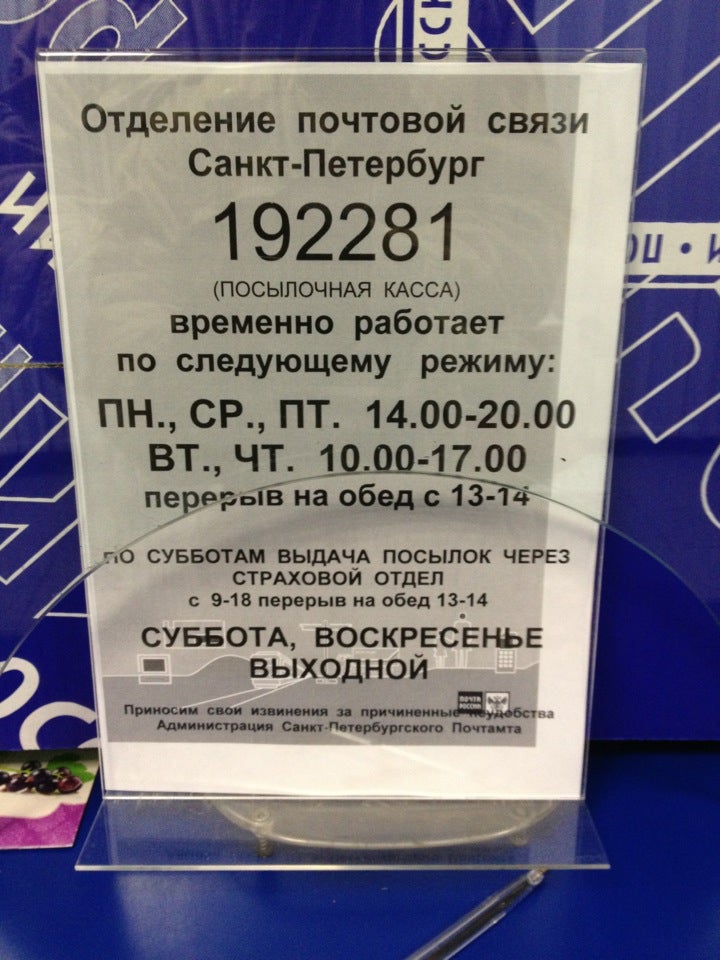 Отделение почтовой связи
Санкт-Петербург
192281
(ПОСЫЛОЧНАЯ КАССА)
временно работает
по следующему режиму:
ПН., СР., ПТ. 14.00-20.00
ВТ., ЧТ. 10.00-17.00
перерыв на обед с 13-14
ПО СУББОТАМ ВЫДАЧА ПОСЫЛОК ЧЕРЕЗ
СТРАХОВОЙ ОТДЕЛ
с 9-18 перерыв на обед 13-14
СУББОТА, ВОСКРЕСЕНЬЕ
ВЫХОДНОЙ
ПОЧТА
РОССИИ
Приносим свои извинения за причиненные неудобства
Администрация Санкт-Петербургского Почтамта